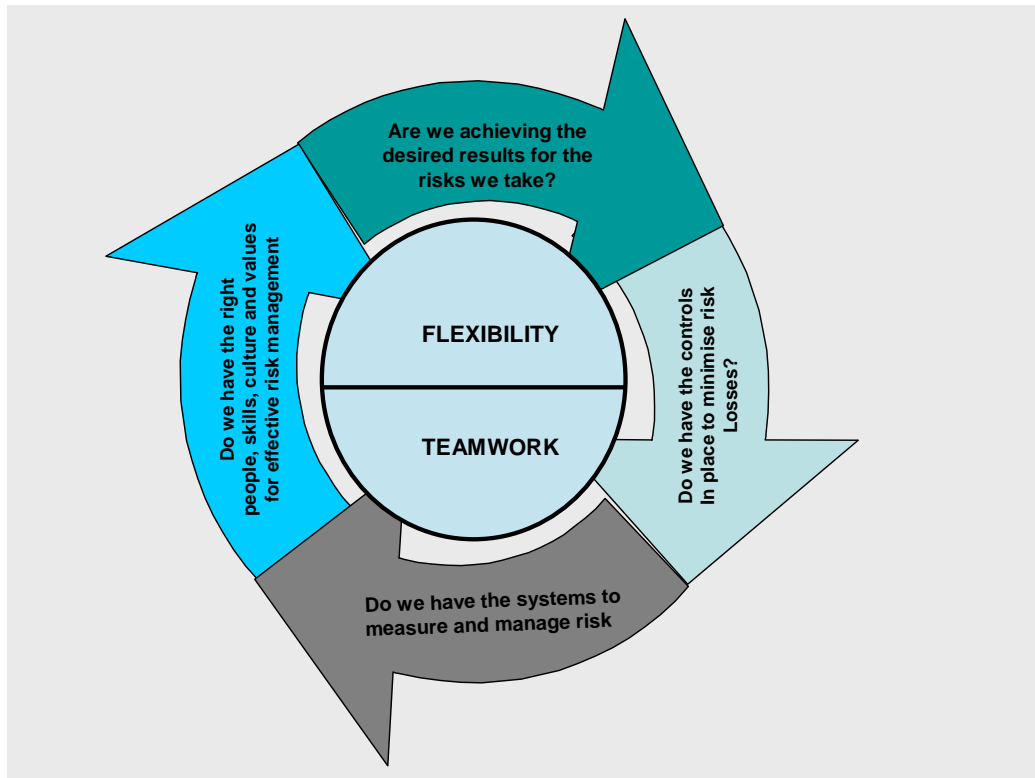 Are we achieving the
desired results for the
risks we take?
Do we have the controls
In place to minimise risk
Losses?
Do we have the systems to
measure and manage risk
Do we have the right
people, skills, culture and values
for effective risk management
FLEXIBILITY
TEAMWORK